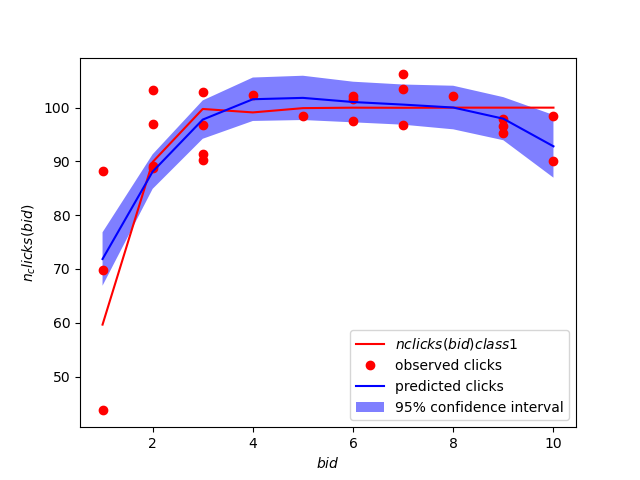 100
90
80
70
60
50
n_clicks(bid)
nclicks(bid)class1
observed clicks
predicted clicks
95% confidence interval
2
4
6
8
10
bid